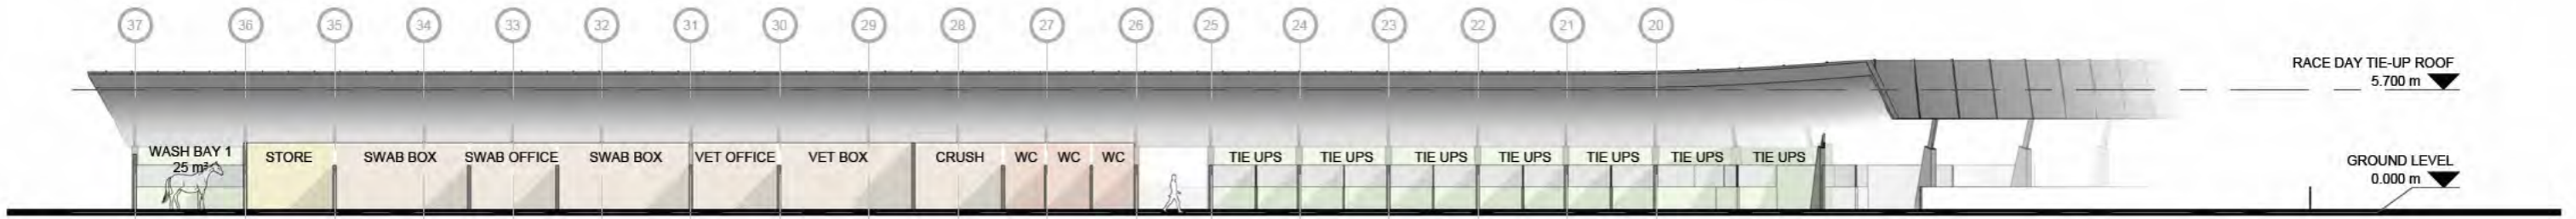 37 36 35 34 33 32 31 30 29 28 27 26 25 24 23 22 21 20
RACE DAY TIE-UP ROOF
5.700 m
WASH BAY 1
25 m²
STORE SWAB BOX SWAB OFFICE SWAB BOX VET OFFICE VET BOX CRUSH WC WC WC TIE UPS TIE UPS TIE UPS TIE UPS TIE UPS TIE UPS TIE UPS
GROUND LEVEL
0.000 m